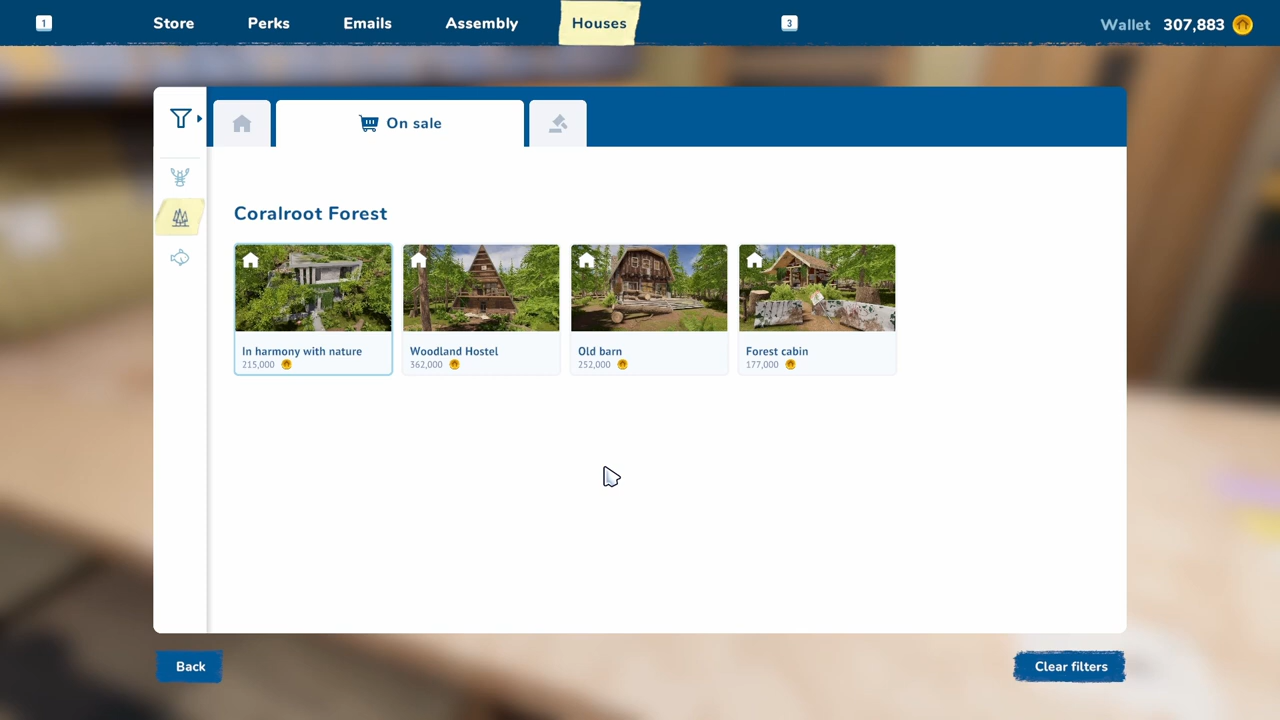 1
Store
Perks
Emails
Assembly
Houses
3
Wallet 307,883
On sale
Coralroot Forest
In harmony with nature
215,000
Woodland Hostel
362,000
Old barn
252,000
Forest cabin
177,000
Back
Clear filters